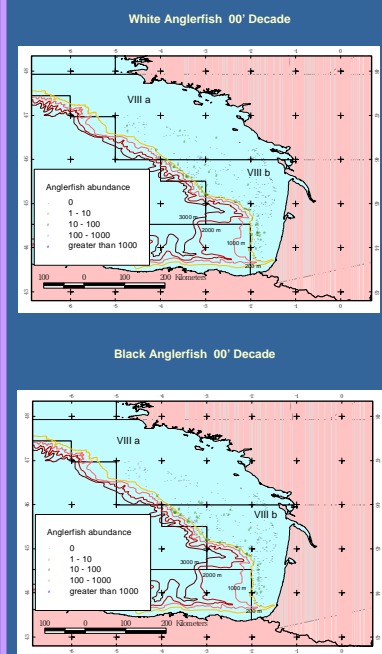 White Anglerfish 00' Decade
VIII a
VIII b
Anglerfish abundance
0
1 - 10
10 - 100
100 - 1000
greater than 1000
3000 m
2000 m
1000 m
200 m
100 0 100 200 Kilometers
Black Anglerfish 00' Decade
VIII a
VIII b
Anglerfish abundance
0
1 - 10
10 - 100
100 - 1000
greater than 1000
3000 m
2000 m
1000 m
200 m
100 0 100 200 Kilometers